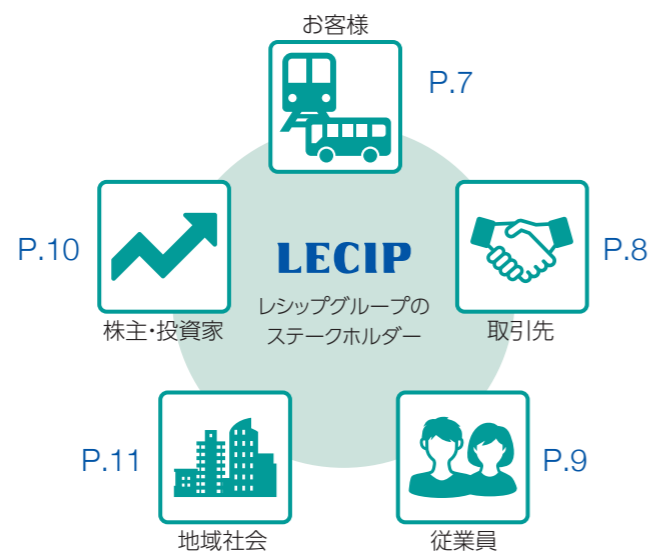 お客様
P.7
P.10
株主・投資家
LECIP
レシップグループの
ステークホルダー
P.8
取引先
P.11
地域社会
P.9
従業員